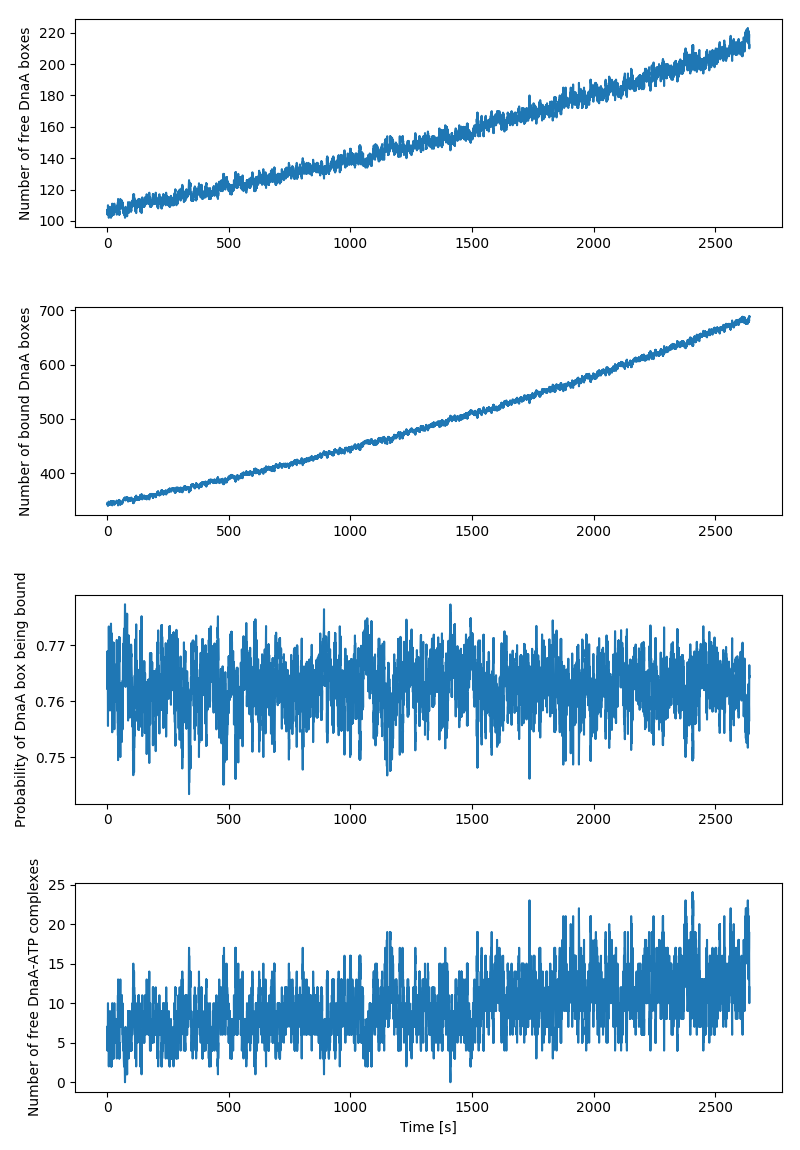 Number of free DnaA boxes
220
200
180
160
140
120
100
0 500 1000 1500 2000 2500
Number of bound DnaA boxes
700
600
500
400
0 500 1000 1500 2000 2500
Probability of DnaA box being bound
0.77
0.76
0.75
0 500 1000 1500 2000 2500
Number of free DnaA-ATP complexes
25
20
15
10
5
0
0 500 1000 1500 2000 2500
Time [s]